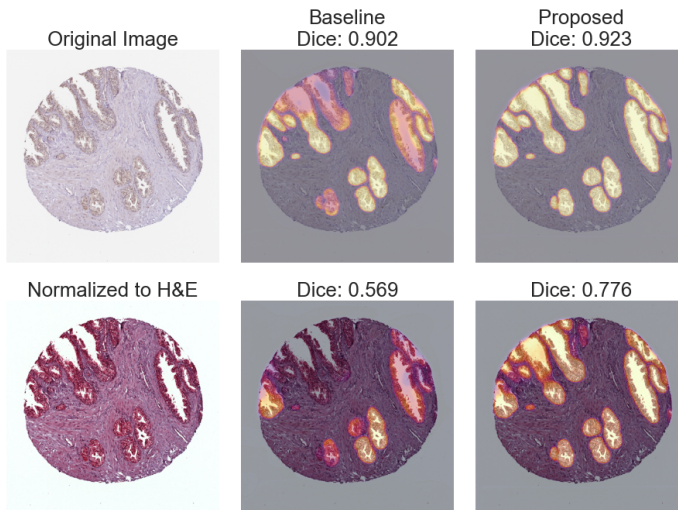 Original Image
Baseline
Dice: 0.902
Proposed
Dice: 0.923
Normalized to H&E
Dice: 0.569
Dice: 0.776